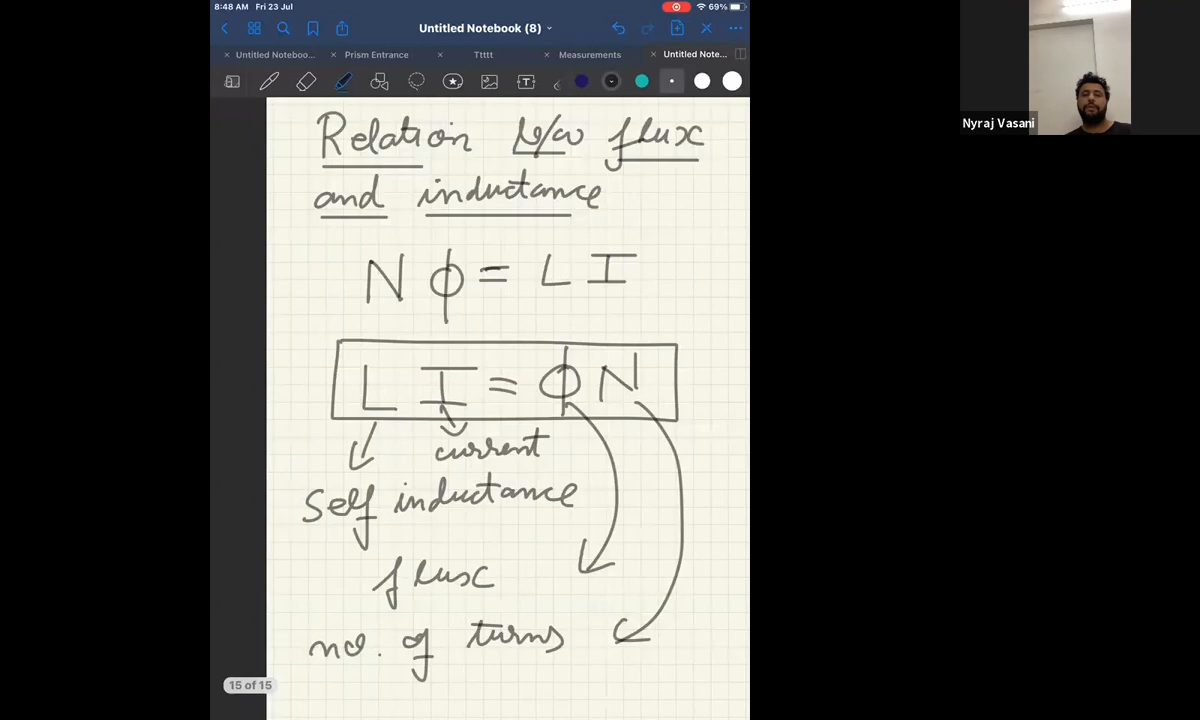 8:48 AM Fri 23 Jul
69%
Untitled Notebook (8)
Untitled Noteboo...
Prism Entrance
Ttttt
Measurements
Untitled Note...
Nyraj Vasani
Relation b/w flux
and inductance
N ϕ = L I
L I = ϕ N
current
Self inductance
flux
no. of turns
15 of 15